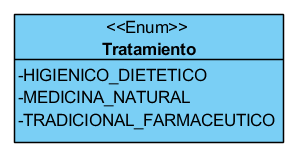 <<Enum>>
Tratamiento
-HIGIENICO_DIETETICO
-MEDICINA_NATURAL
-TRADICIONAL_FARMACEUTICO